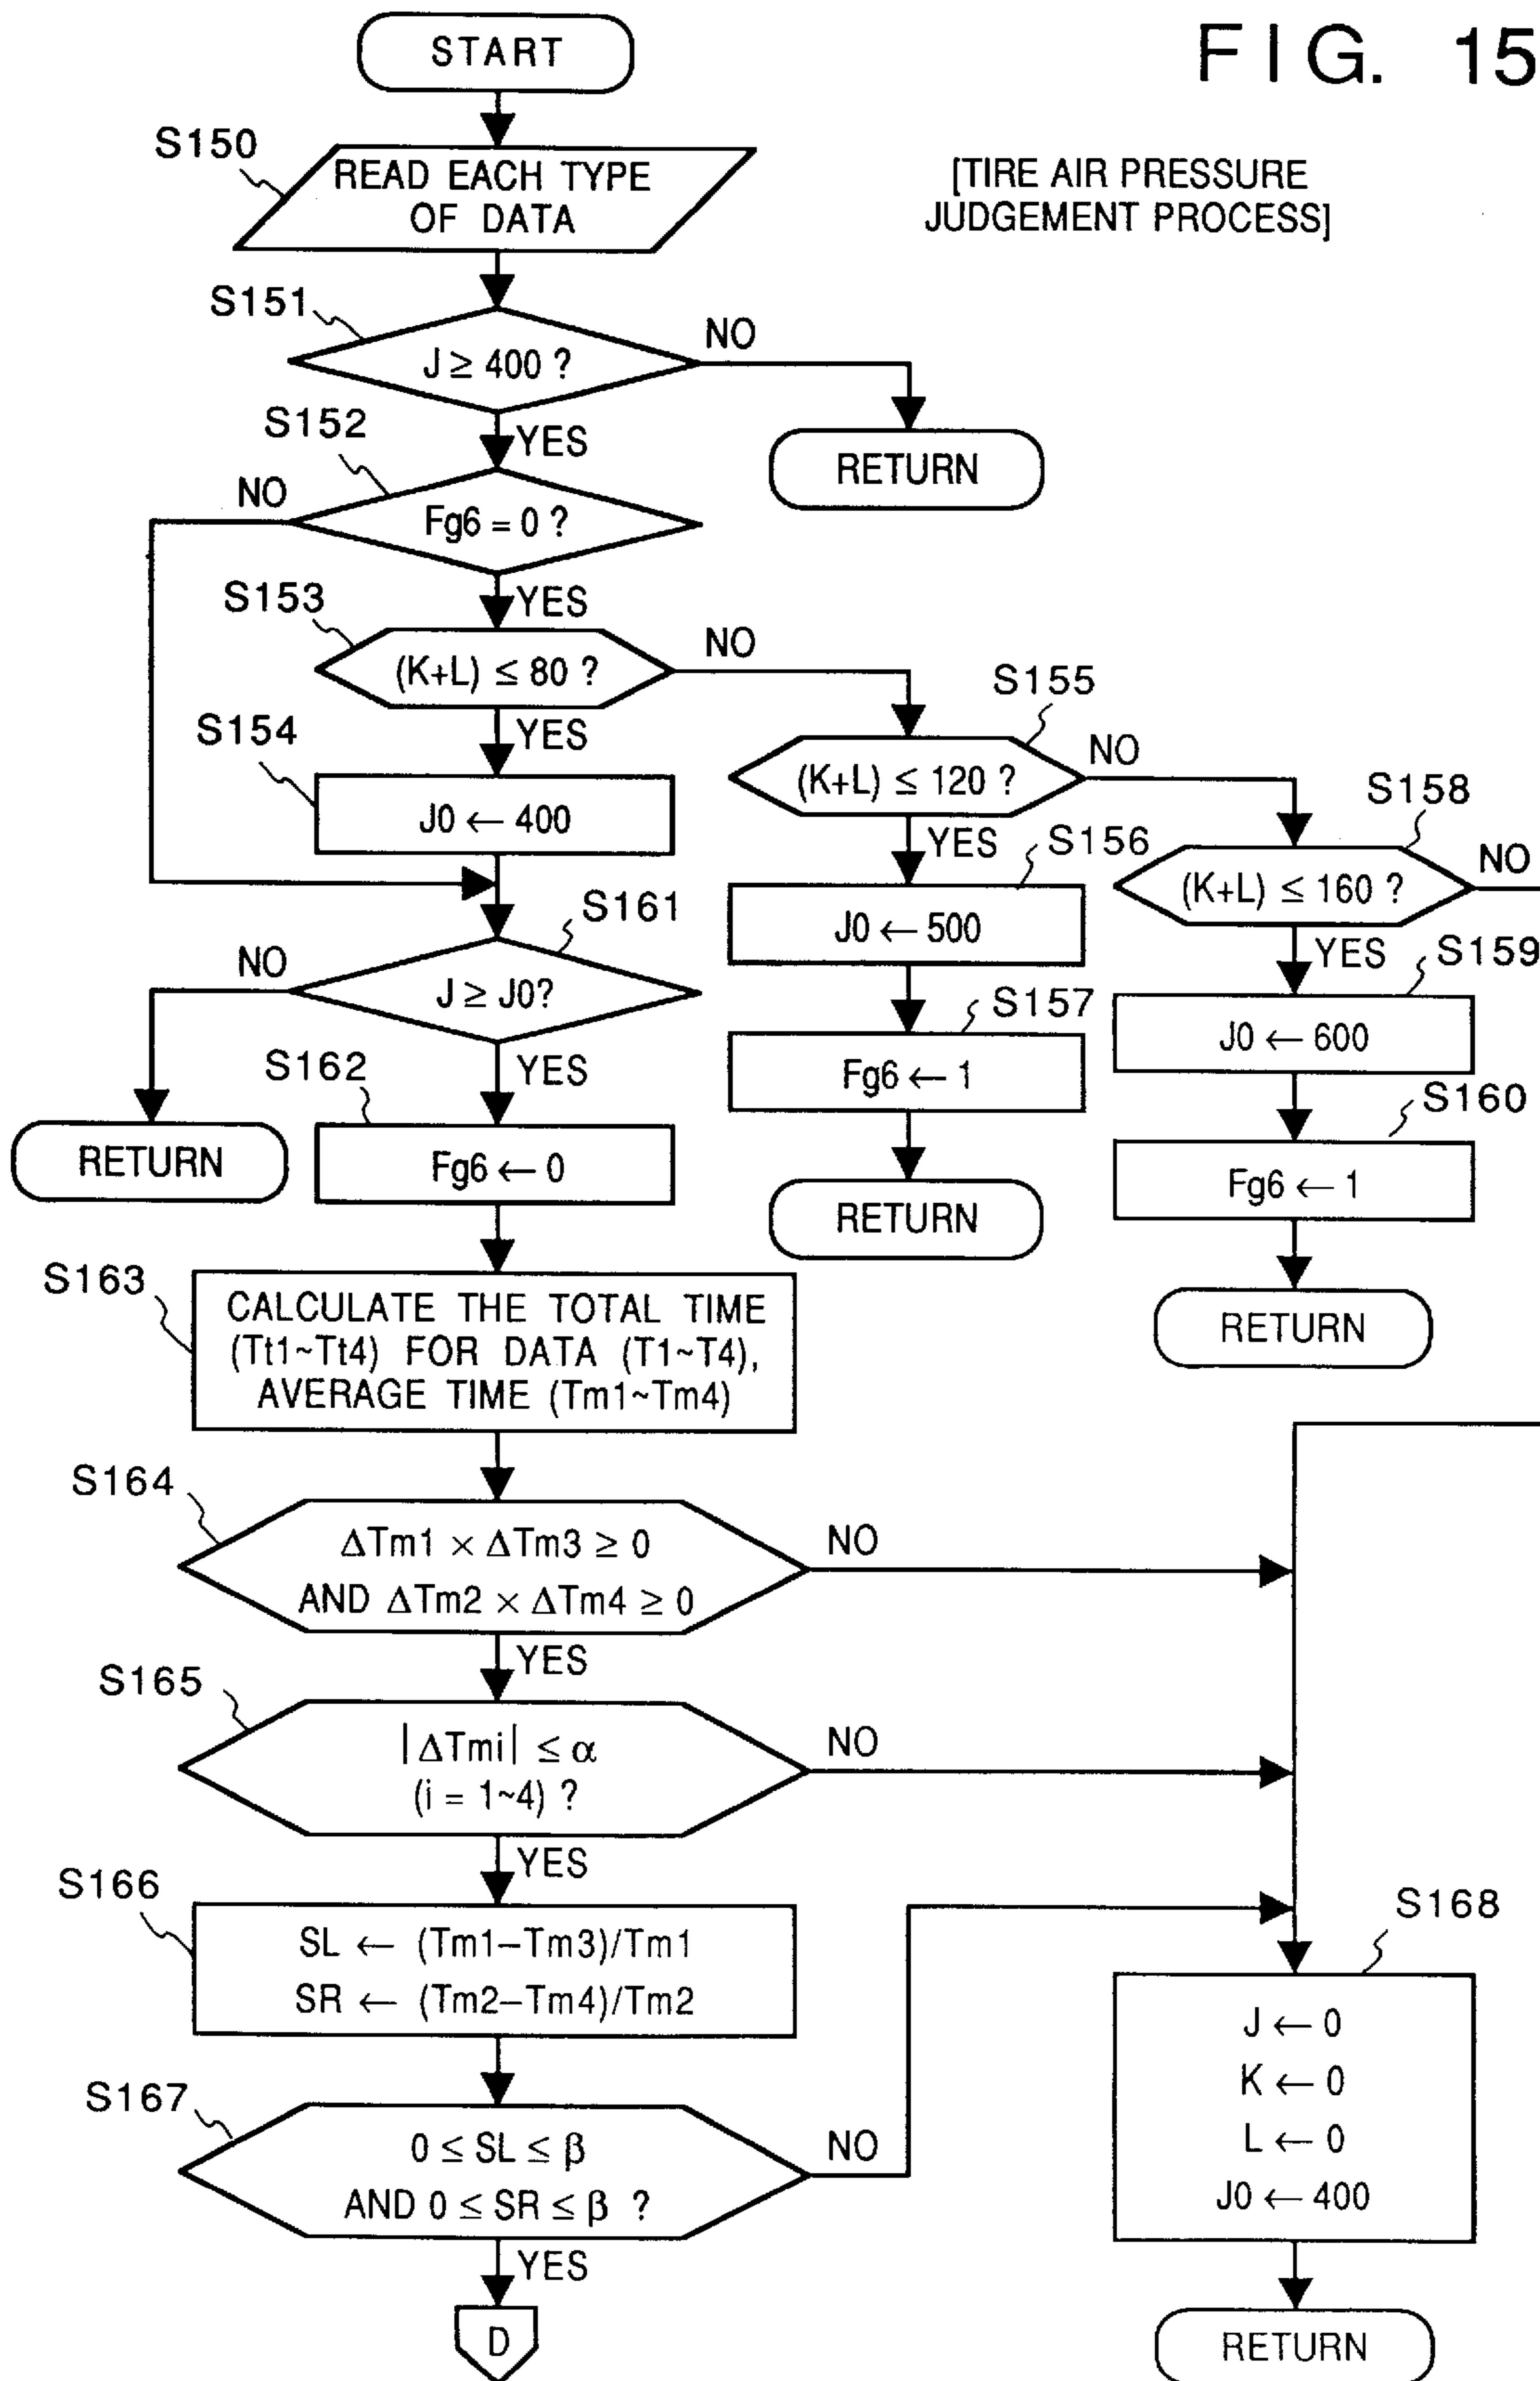 FIG. 15
START
S150
READ EACH TYPE
OF DATA
[TIRE AIR PRESSURE
JUDGEMENT PROCESS]
S151
J ≥ 400 ?
NO
YES
RETURN
S152
Fg6 = 0 ?
NO
YES
S153
(K+L) ≤ 80 ?
NO
YES
S154
J0 ← 400
S155
(K+L) ≤ 120 ?
NO
YES
S156
J0 ← 500
S157
Fg6 ← 1
RETURN
S158
(K+L) ≤ 160 ?
NO
YES
S159
J0 ← 600
S160
Fg6 ← 1
RETURN
S161
J ≥ J0?
NO
YES
RETURN
S162
Fg6 ← 0
S163
CALCULATE THE TOTAL TIME
(Tt1~Tt4) FOR DATA (T1~T4),
AVERAGE TIME (Tm1~Tm4)
S164
ΔTm1 × ΔTm3 ≥ 0
AND ΔTm2 × ΔTm4 ≥ 0
NO
YES
S165
|ΔTmi| ≤ α
(i = 1~4) ?
NO
YES
S166
SL ← (Tm1−Tm3)/Tm1
SR ← (Tm2−Tm4)/Tm2
S167
0 ≤ SL ≤ β
AND 0 ≤ SR ≤ β ?
NO
YES
D
S168
J ← 0
K ← 0
L ← 0
J0 ← 400
RETURN